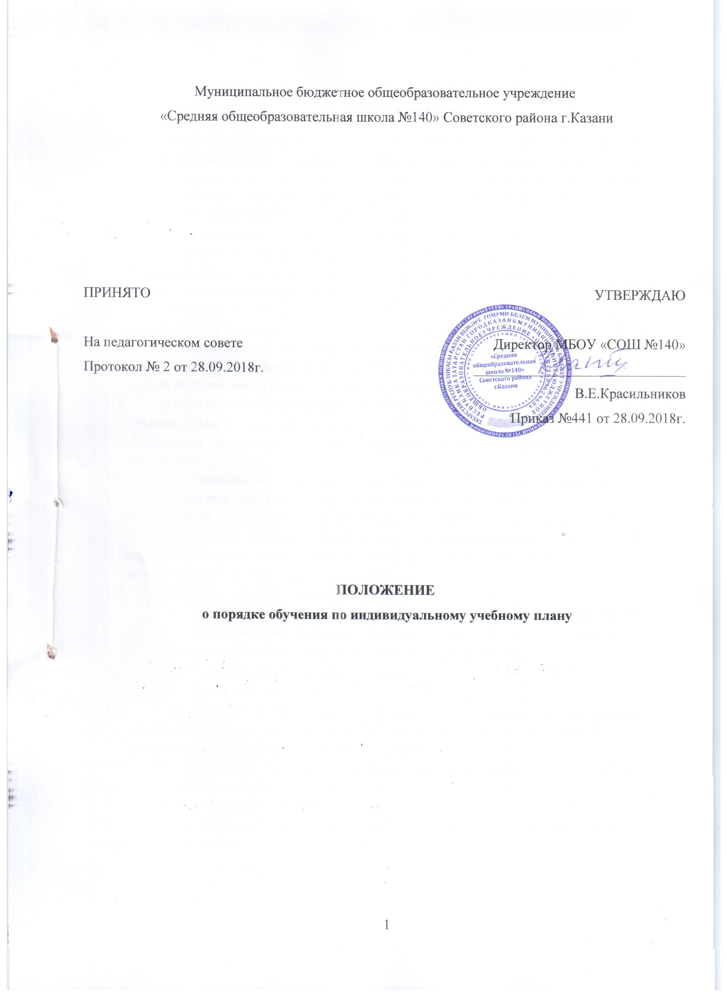 Муниципальное бюджетное общеобразовательное учреждение
«Средняя общеобразовательная школа №140» Советского района г.Казани
ПРИНЯТО
УТВЕРЖДАЮ
На педагогическом совете
Директор МБОУ «СОШ №140»
Протокол № 2 от 28.09.2018г.
В.Е.Красильников
Приказ №441 от 28.09.2018г.
«Средняя
общеобразовательная
школа №140»
Советского района
г.Казани
ПОЛОЖЕНИЕ
о порядке обучения по индивидуальному учебному плану
1